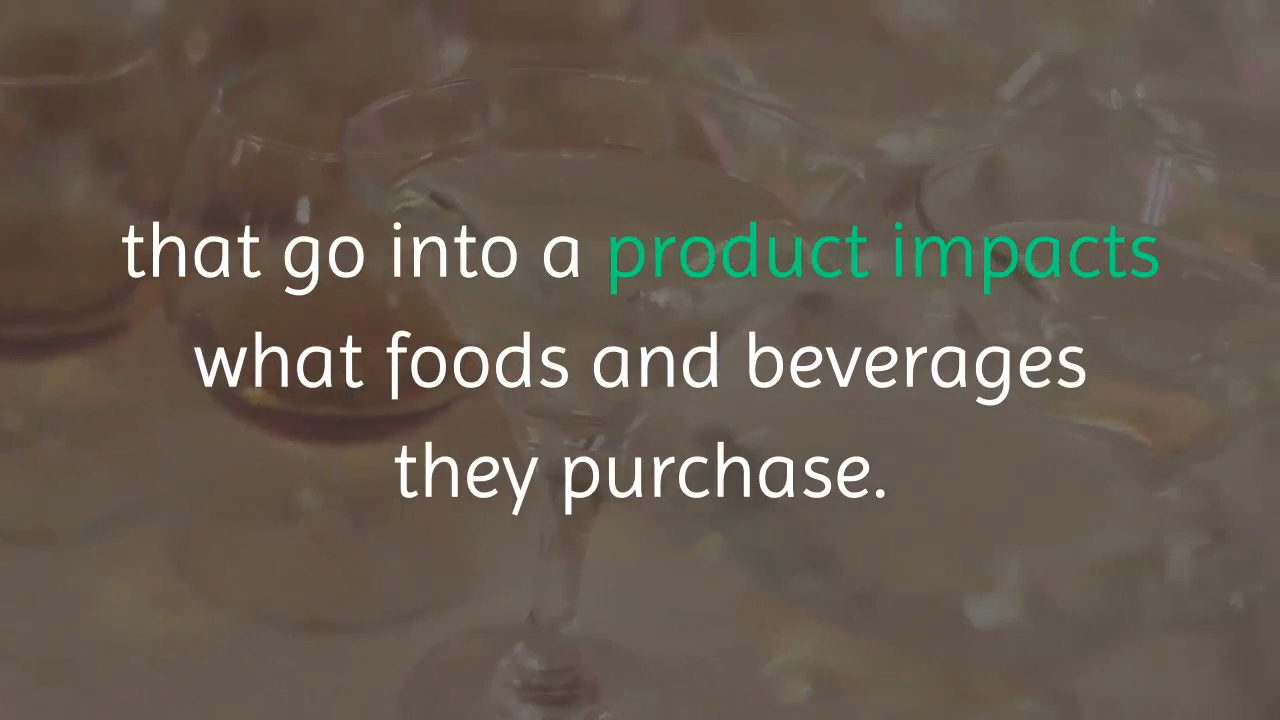 that go into a product impacts
what foods and beverages
they purchase.